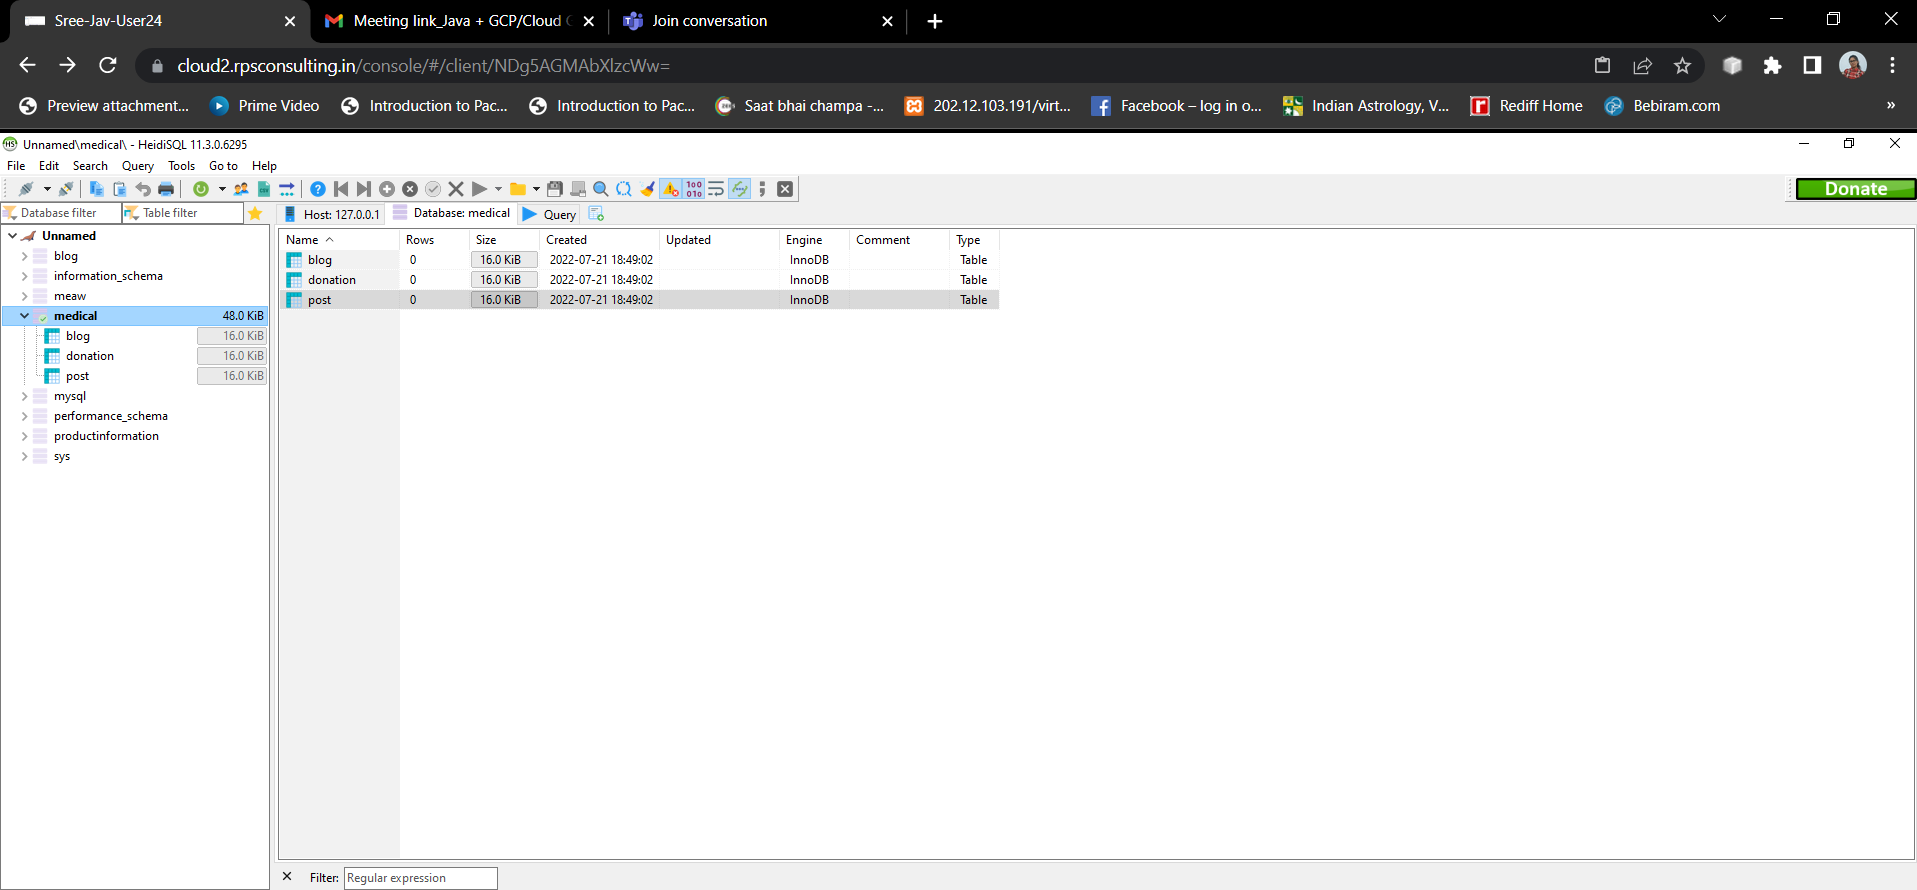 Sree-Jav-User24 Meeting link_Java + GCP/Cloud Join conversation
cloud2.rpsconsulting.in/console/#/client/NDg5AGMAbXlzcWw=
Preview attachment... Prime Video Introduction to Pac... Introduction to Pac... Saat bhai champa -... 202.12.103.191/virt... Facebook – log in o... Indian Astrology, V... Rediff Home Bebiram.com »
Unnamed\medical\ - HeidiSQL 11.3.0.6295
File Edit Search Query Tools Go to Help
Donate
Database filter Table filter Host: 127.0.0.1 Database: medical Query
Unnamed
blog
information_schema
meaw
medical 48.0 KiB
blog 16.0 KiB
donation 16.0 KiB
post 16.0 KiB
mysql
performance_schema
productinformation
sys
Name Rows Size Created Updated Engine Comment Type
blog 0 16.0 KiB 2022-07-21 18:49:02 InnoDB Table
donation 0 16.0 KiB 2022-07-21 18:49:02 InnoDB Table
post 0 16.0 KiB 2022-07-21 18:49:02 InnoDB Table
Filter: Regular expression